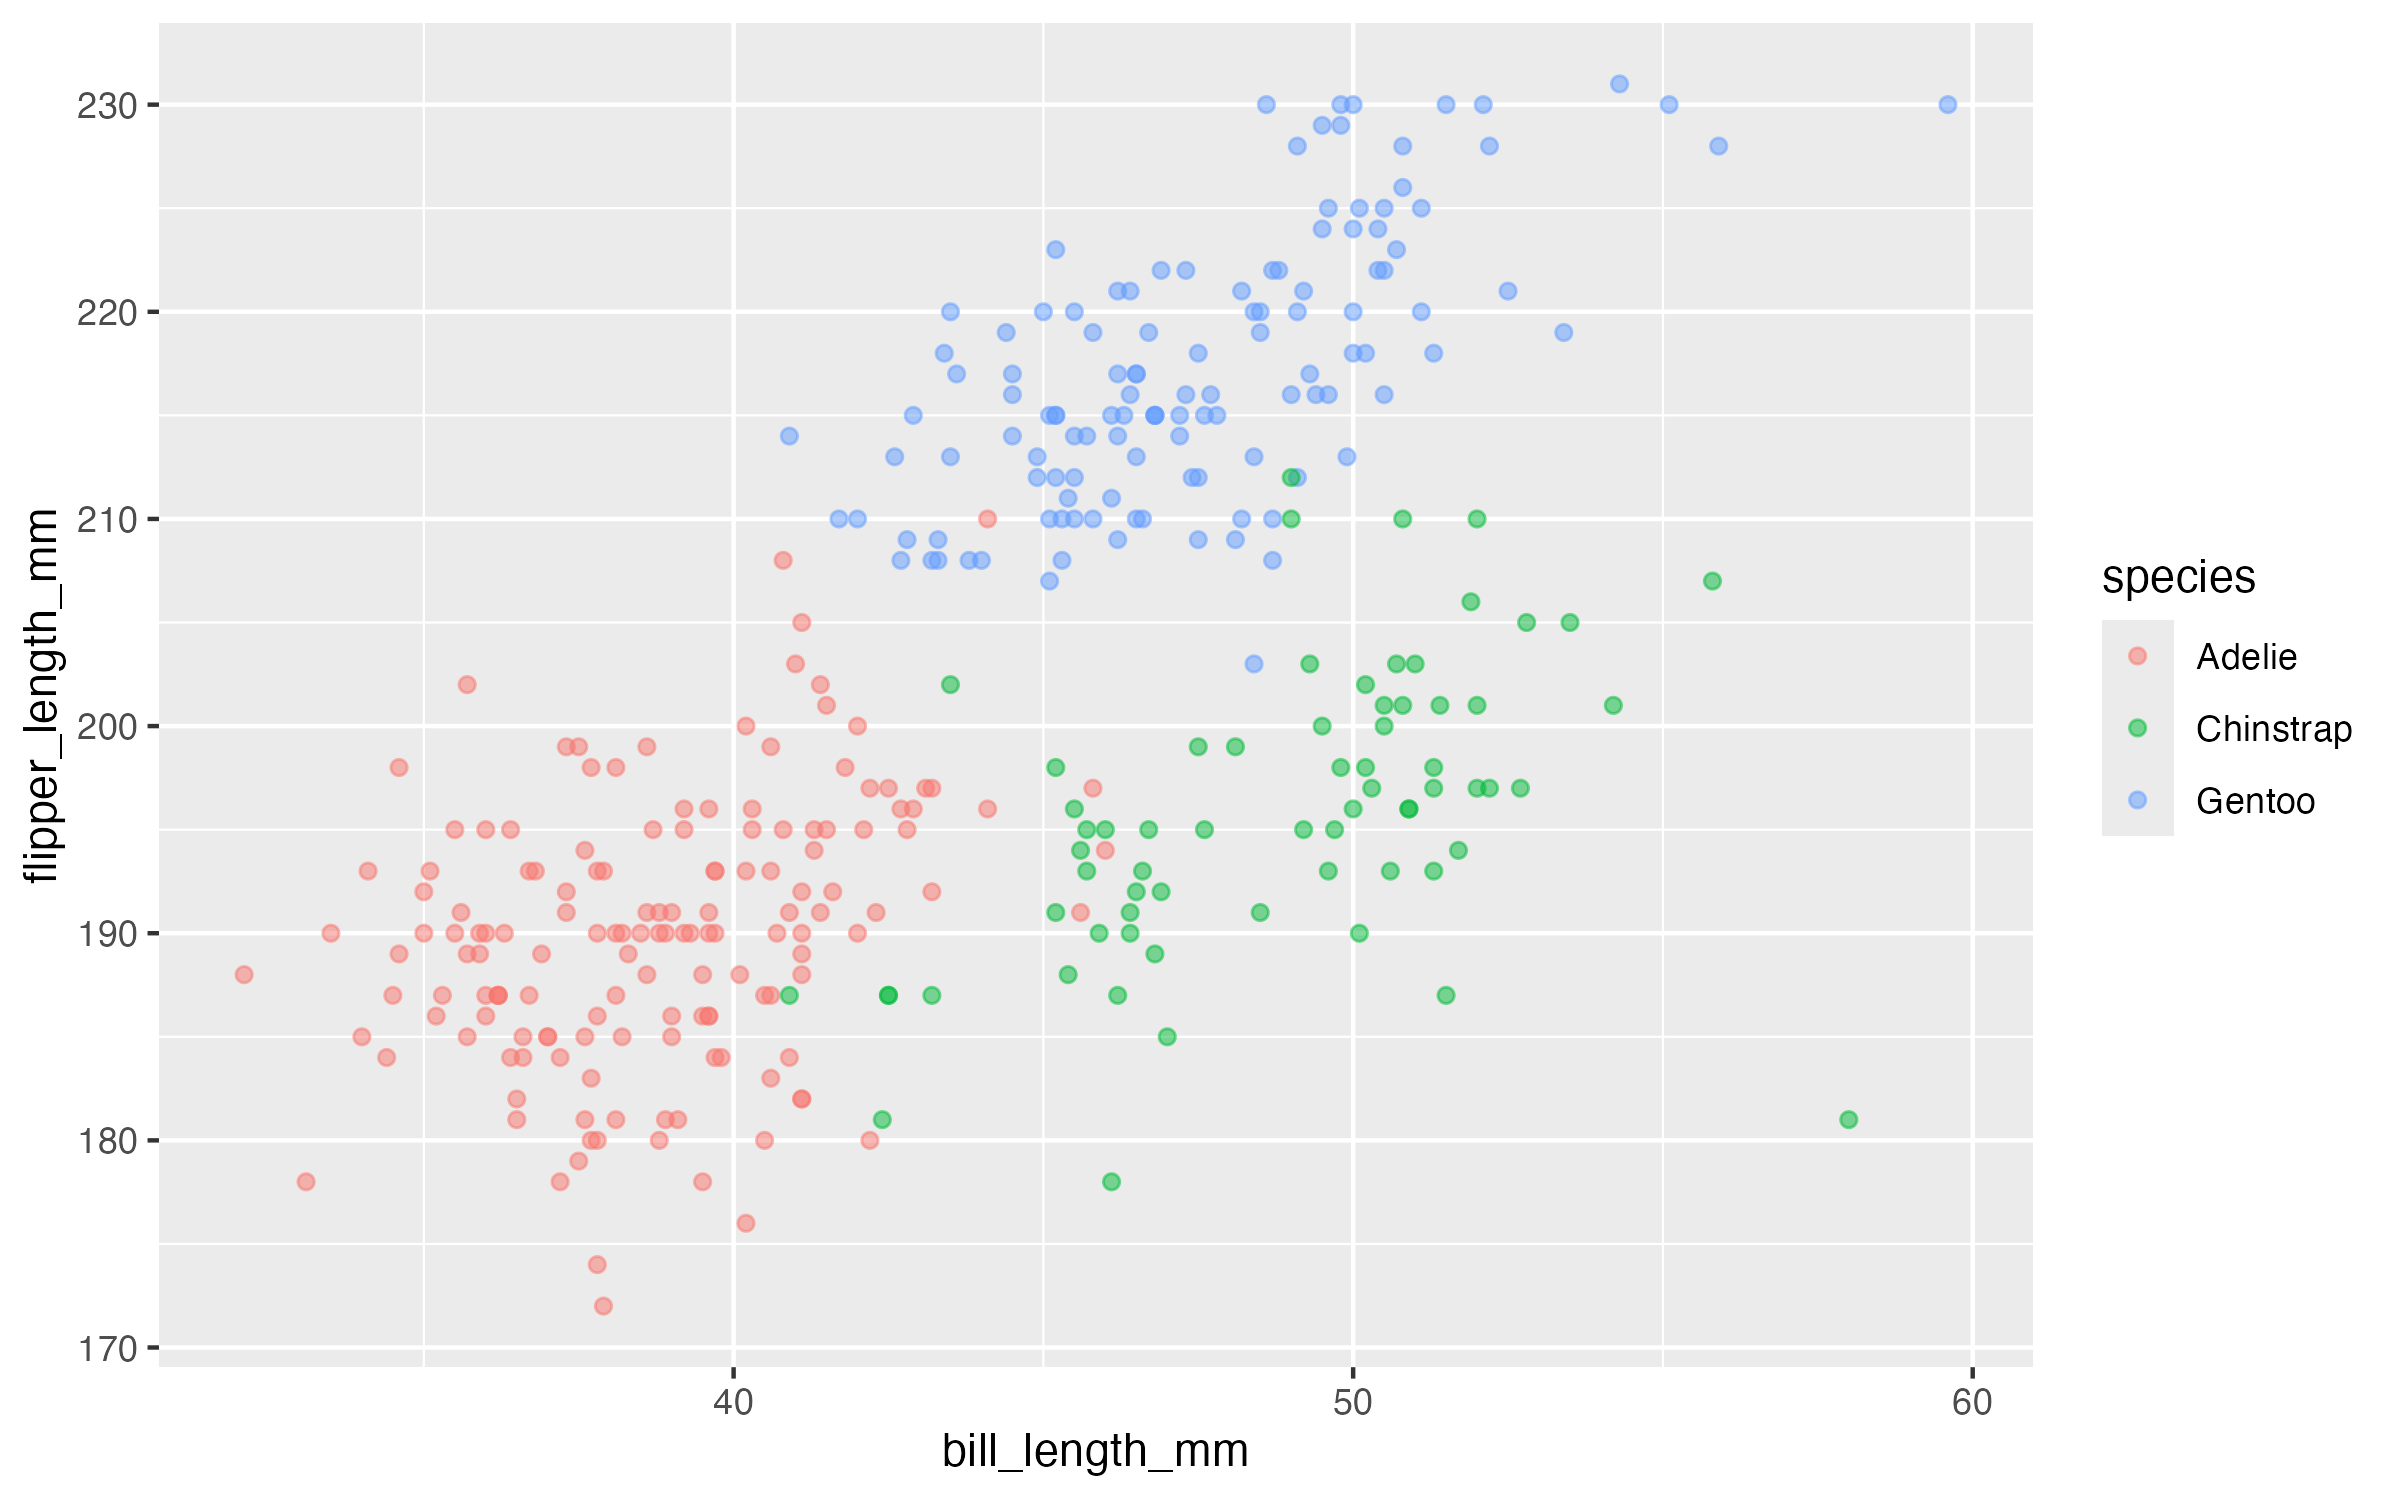 230
220
210
200
190
180
170
flipper_length_mm
40
50
60
bill_length_mm
species
Adelie
Chinstrap
Gentoo